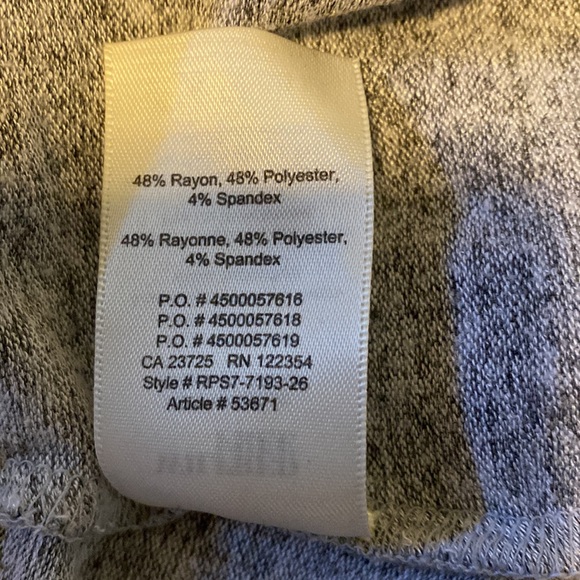 48% Rayon, 48% Polyester,
4% Spandex
48% Rayonne, 48% Polyester,
4% Spandex
P.O. # 4500057616
P.O. # 4500057618
P.O. # 4500057619
CA 23725 RN 122354
Style # RPS7-7193-26
Article # 53671